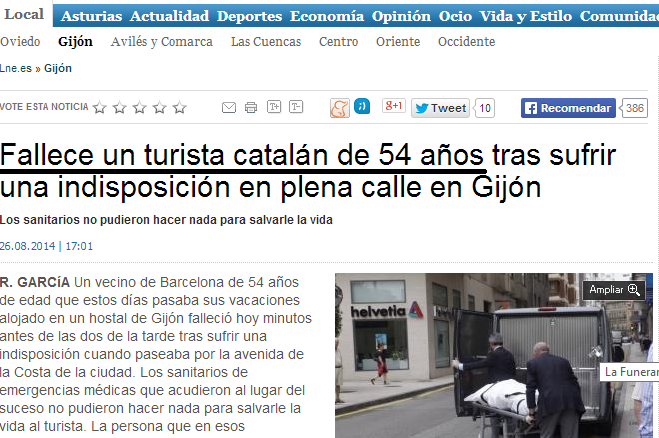 Local Asturias Actualidad Deportes Economía Opinión Ocio Vida y Estilo Comunidad
Oviedo Gijón Avilés y Comarca Las Cuencas Centro Oriente Occidente
Lne.es » Gijón
VOTE ESTA NOTICIA T+ T- g+1 Tweet 10 Recomendar 386
Fallece un turista catalán de 54 años tras sufrir
una indisposición en plena calle en Gijón
Los sanitarios no pudieron hacer nada para salvarle la vida
26.08.2014 | 17:01
R. GARCÍA Un vecino de Barcelona de 54 años
de edad que estos días pasaba sus vacaciones
alojado en un hostal de Gijón falleció hoy minutos
antes de las dos de la tarde tras sufrir una
indisposición cuando paseaba por la avenida de
la Costa de la ciudad. Los sanitarios de
emergencias médicas que acudieron al lugar del
suceso no pudieron hacer nada para salvarle la
vida al turista. La persona que en esos
Ampliar
helvetia
La Funerar